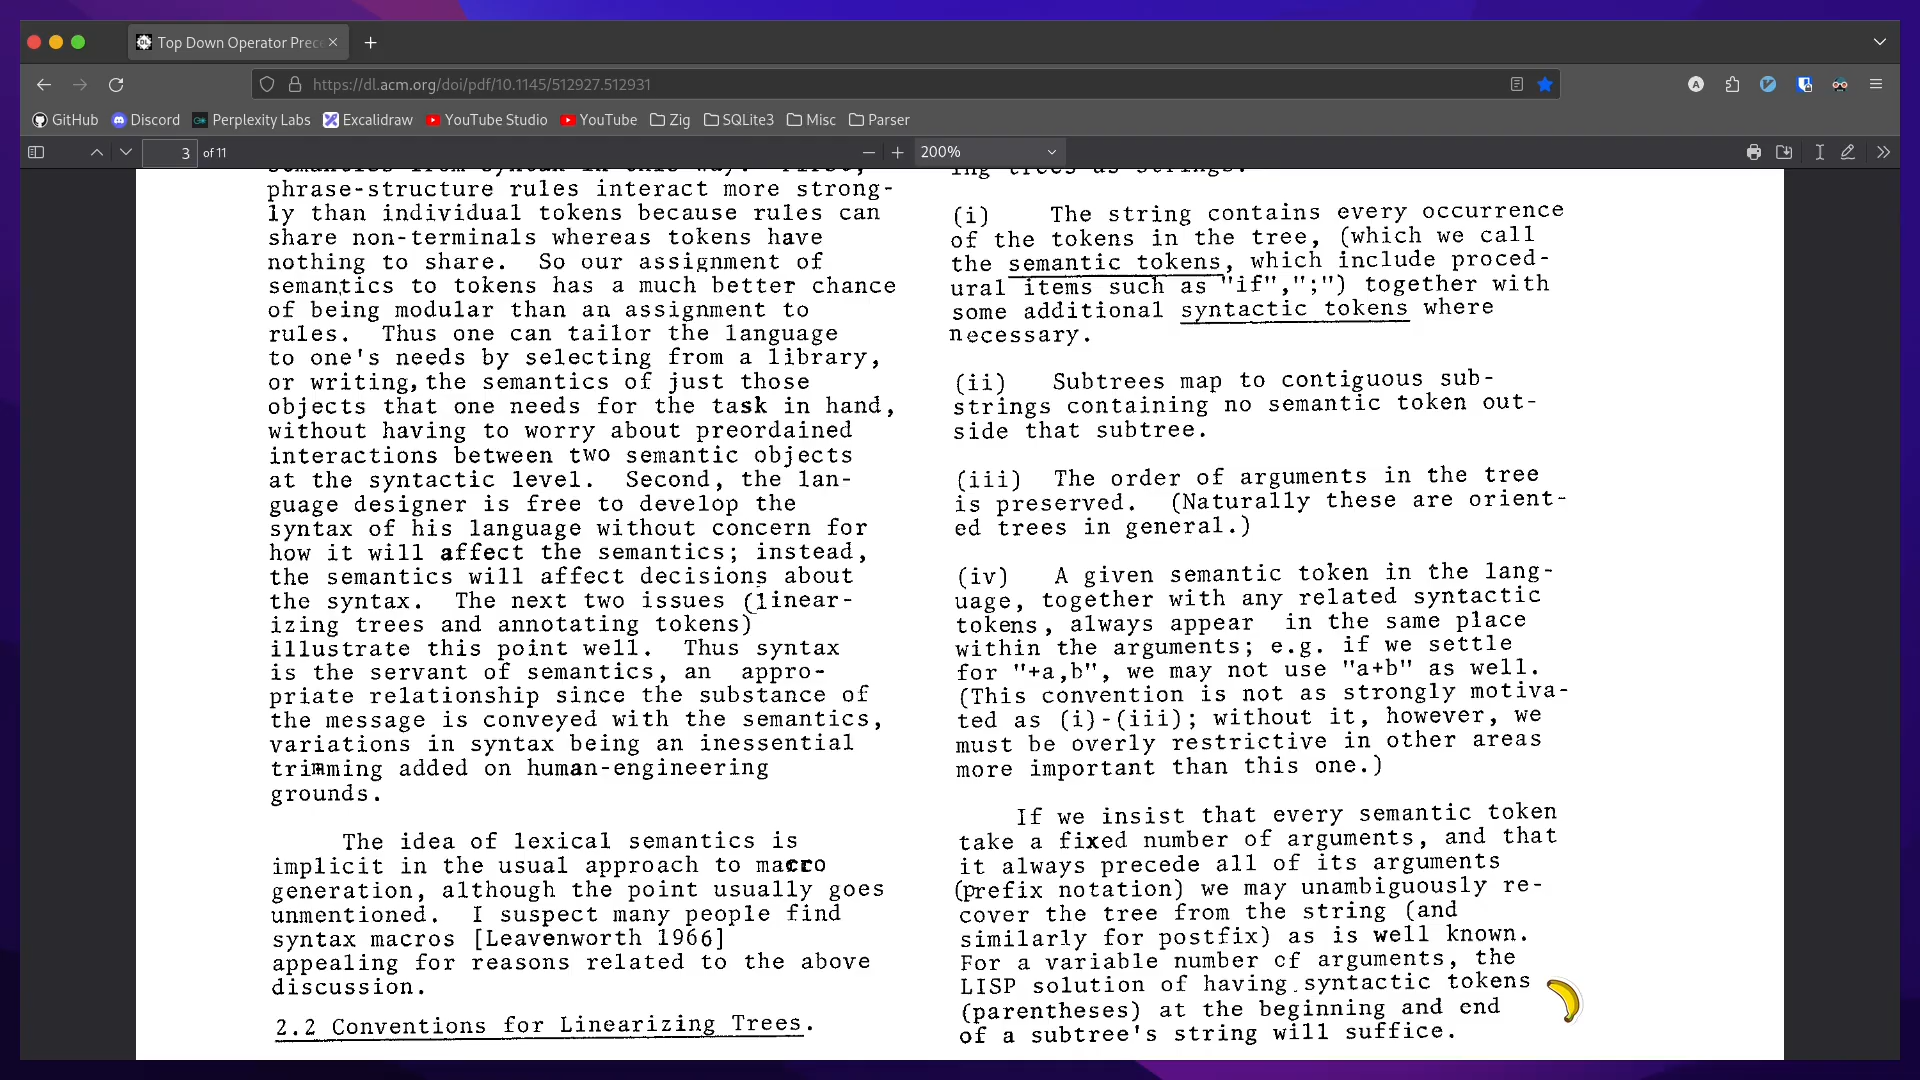 Top Down Operator Prece
https://dl.acm.org/doi/pdf/10.1145/512927.512931
GitHub
Discord
Perplexity Labs
Excalidraw
YouTube Studio
YouTube
Zig
SQLite3
Misc
Parser
3
of 11
200%
semantics from syntax in this way. First,
phrase-structure rules interact more strong-
ly than individual tokens because rules can
share non-terminals whereas tokens have
nothing to share. So our assignment of
semantics to tokens has a much better chance
of being modular than an assignment to
rules. Thus one can tailor the language
to one's needs by selecting from a library,
or writing, the semantics of just those
objects that one needs for the task in hand,
without having to worry about preordained
interactions between two semantic objects
at the syntactic level. Second, the lan-
guage designer is free to develop the
syntax of his language without concern for
how it will affect the semantics; instead,
the semantics will affect decisions about
the syntax. The next two issues (linear-
izing trees and annotating tokens)
illustrate this point well. Thus syntax
is the servant of semantics, an appro-
priate relationship since the substance of
the message is conveyed with the semantics,
variations in syntax being an inessential
trimming added on human-engineering
grounds.
The idea of lexical semantics is
implicit in the usual approach to macro
generation, although the point usually goes
unmentioned. I suspect many people find
syntax macros [Leavenworth 1966]
appealing for reasons related to the above
discussion.
2.2 Conventions for Linearizing Trees.
ing trees as strings.
(i) The string contains every occurrence
of the tokens in the tree, (which we call
the semantic tokens, which include proced-
ural items such as "if",";") together with
some additional syntactic tokens where
necessary.
(ii) Subtrees map to contiguous sub-
strings containing no semantic token out-
side that subtree.
(iii) The order of arguments in the tree
is preserved. (Naturally these are orient-
ed trees in general.)
(iv) A given semantic token in the lang-
uage, together with any related syntactic
tokens, always appear in the same place
within the arguments; e.g. if we settle
for "+a,b", we may not use "a+b" as well.
(This convention is not as strongly motiva-
ted as (i)-(iii); without it, however, we
must be overly restrictive in other areas
more important than this one.)
If we insist that every semantic token
take a fixed number of arguments, and that
it always precede all of its arguments
(prefix notation) we may unambiguously re-
cover the tree from the string (and
similarly for postfix) as is well known.
For a variable number of arguments, the
LISP solution of having syntactic tokens
(parentheses) at the beginning and end
of a subtree's string will suffice.